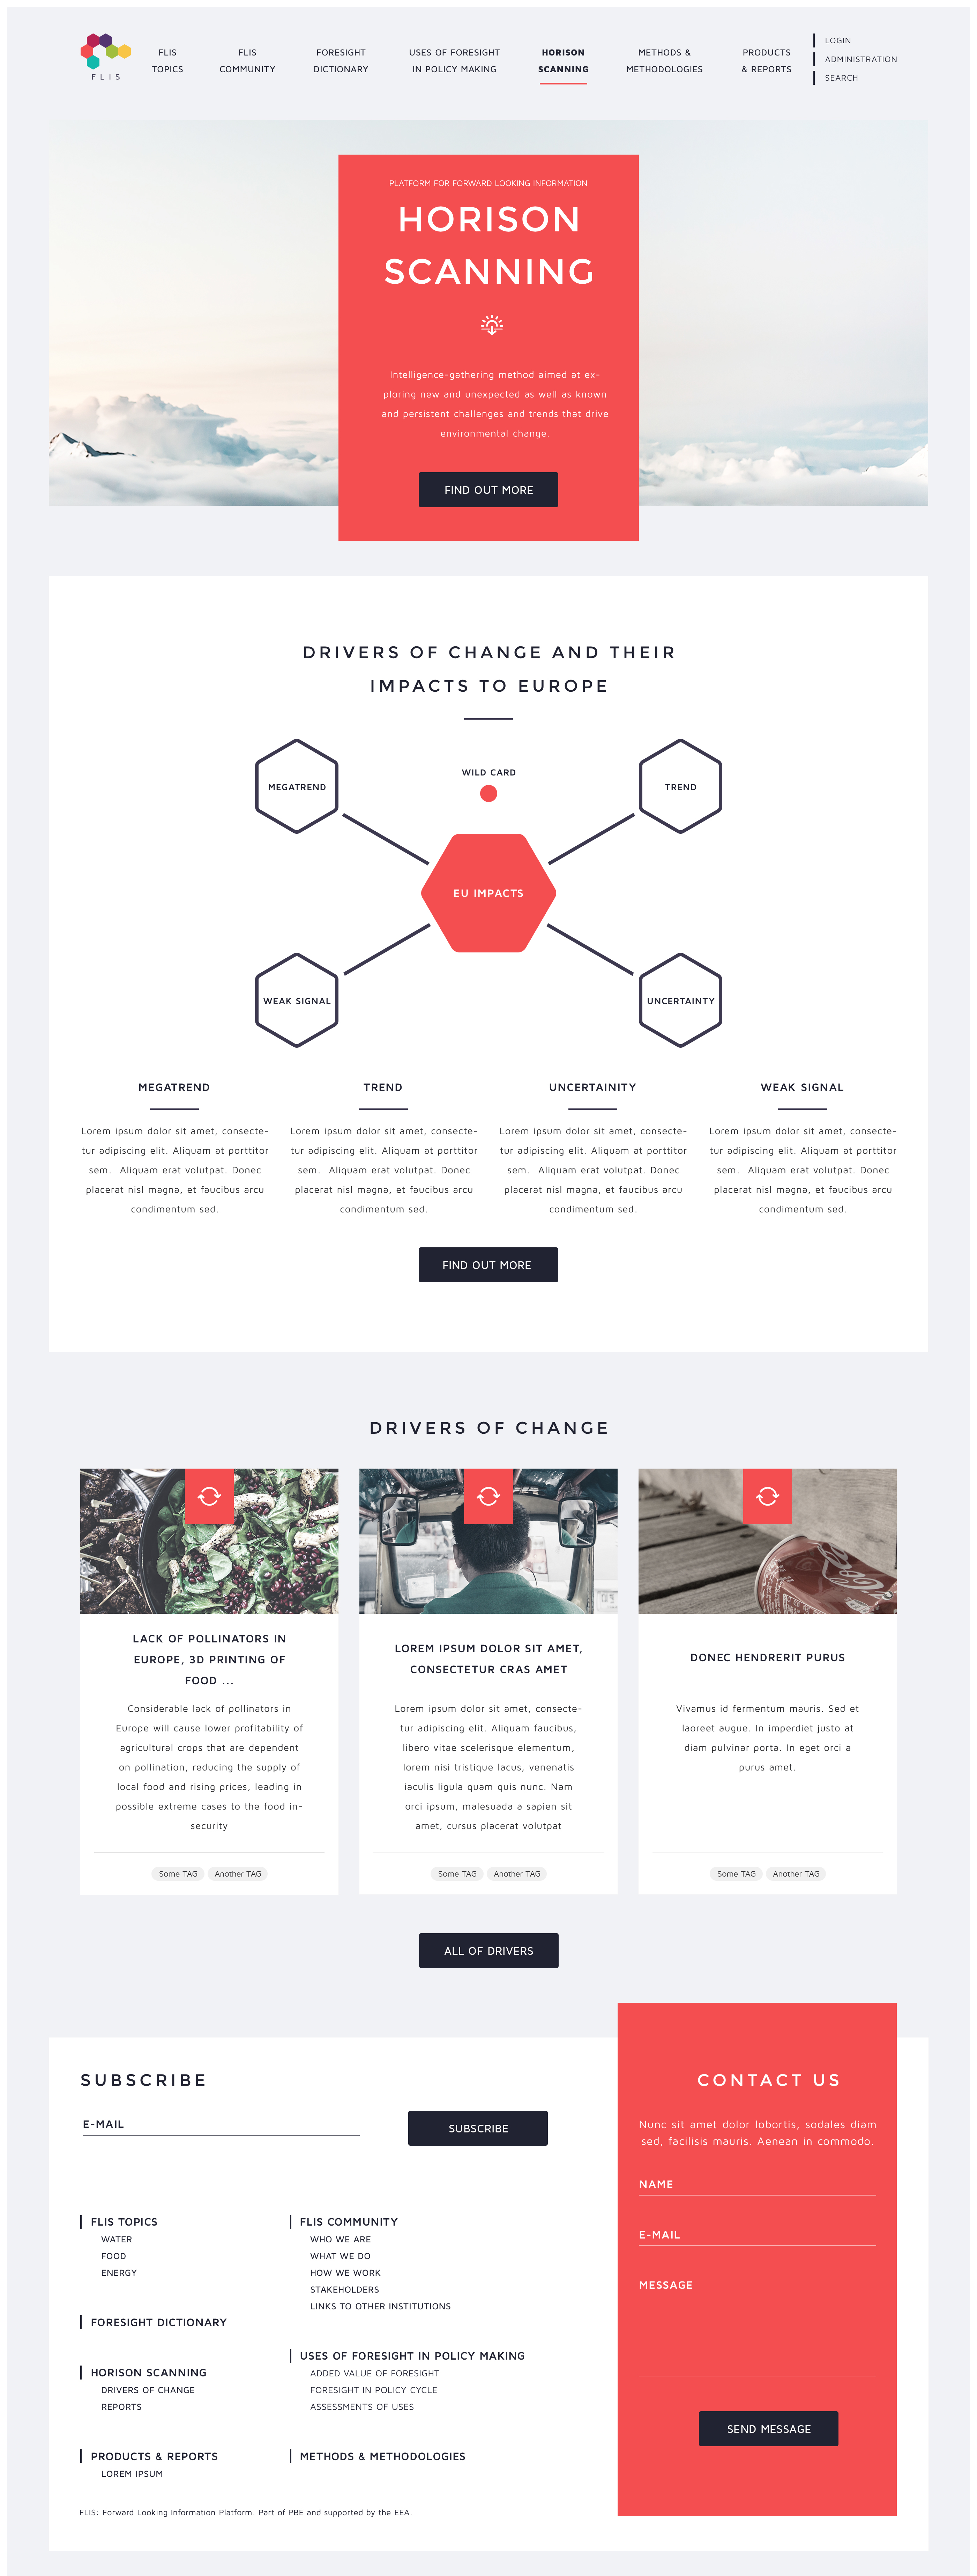 FLIS
FLIS
TOPICS
FLIS
COMMUNITY
FORESIGHT
DICTIONARY
USES OF FORESIGHT
IN POLICY MAKING
HORISON
SCANNING
METHODS &
METHODOLOGIES
PRODUCTS
& REPORTS
LOGIN
ADMINISTRATION
SEARCH
PLATFORM FOR FORWARD LOOKING INFORMATION
HORISON
SCANNING
Intelligence-gathering method aimed at ex-
ploring new and unexpected as well as known
and persistent challenges and trends that drive
environmental change.
FIND OUT MORE
DRIVERS OF CHANGE AND THEIR
IMPACTS TO EUROPE
MEGATREND
WILD CARD
TREND
EU IMPACTS
WEAK SIGNAL
UNCERTAINTY
MEGATREND
Lorem ipsum dolor sit amet, consecte-
tur adipiscing elit. Aliquam at porttitor
sem.  Aliquam erat volutpat. Donec
placerat nisl magna, et faucibus arcu
condimentum sed.
TREND
Lorem ipsum dolor sit amet, consecte-
tur adipiscing elit. Aliquam at porttitor
sem.  Aliquam erat volutpat. Donec
placerat nisl magna, et faucibus arcu
condimentum sed.
UNCERTAINITY
Lorem ipsum dolor sit amet, consecte-
tur adipiscing elit. Aliquam at porttitor
sem.  Aliquam erat volutpat. Donec
placerat nisl magna, et faucibus arcu
condimentum sed.
WEAK SIGNAL
Lorem ipsum dolor sit amet, consecte-
tur adipiscing elit. Aliquam at porttitor
sem.  Aliquam erat volutpat. Donec
placerat nisl magna, et faucibus arcu
condimentum sed.
FIND OUT MORE
DRIVERS OF CHANGE
LACK OF POLLINATORS IN
EUROPE, 3D PRINTING OF
FOOD ...
Considerable lack of pollinators in
Europe will cause lower profitability of
agricultural crops that are dependent
on pollination, reducing the supply of
local food and rising prices, leading in
possible extreme cases to the food in-
security
Some TAG Another TAG
LOREM IPSUM DOLOR SIT AMET,
CONSECTETUR CRAS AMET
Lorem ipsum dolor sit amet, consecte-
tur adipiscing elit. Aliquam faucibus,
libero vitae scelerisque elementum,
lorem nisi tristique lacus, venenatis
iaculis ligula quam quis nunc. Nam
orci ipsum, malesuada a sapien sit
amet, cursus placerat volutpat
Some TAG Another TAG
DONEC HENDRERIT PURUS
Vivamus id fermentum mauris. Sed et
laoreet augue. In imperdiet justo at
diam pulvinar porta. In eget orci a
purus amet.
Some TAG Another TAG
ALL OF DRIVERS
SUBSCRIBE
E-MAIL
SUBSCRIBE
FLIS TOPICS
WATER
FOOD
ENERGY
FORESIGHT DICTIONARY
HORISON SCANNING
DRIVERS OF CHANGE
REPORTS
PRODUCTS & REPORTS
LOREM IPSUM
FLIS COMMUNITY
WHO WE ARE
WHAT WE DO
HOW WE WORK
STAKEHOLDERS
LINKS TO OTHER INSTITUTIONS
USES OF FORESIGHT IN POLICY MAKING
ADDED VALUE OF FORESIGHT
FORESIGHT IN POLICY CYCLE
ASSESSMENTS OF USES
METHODS & METHODOLOGIES
FLIS: Forward Looking Information Platform. Part of PBE and supported by the EEA.
CONTACT US
Nunc sit amet dolor lobortis, sodales diam
sed, facilisis mauris. Aenean in commodo.
NAME
E-MAIL
MESSAGE
SEND MESSAGE